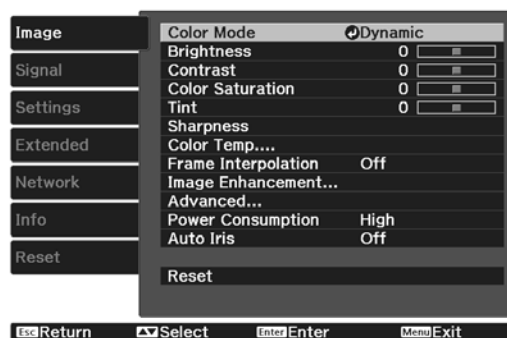 Image
Signal
Settings
Extended
Network
Info
Reset
Color Mode Dynamic
Brightness 0
Contrast 0
Color Saturation 0
Tint 0
Sharpness
Color Temp....
Frame Interpolation Off
Image Enhancement...
Advanced...
Power Consumption High
Auto Iris Off
Reset
Esc Return Select Enter Enter Menu Exit